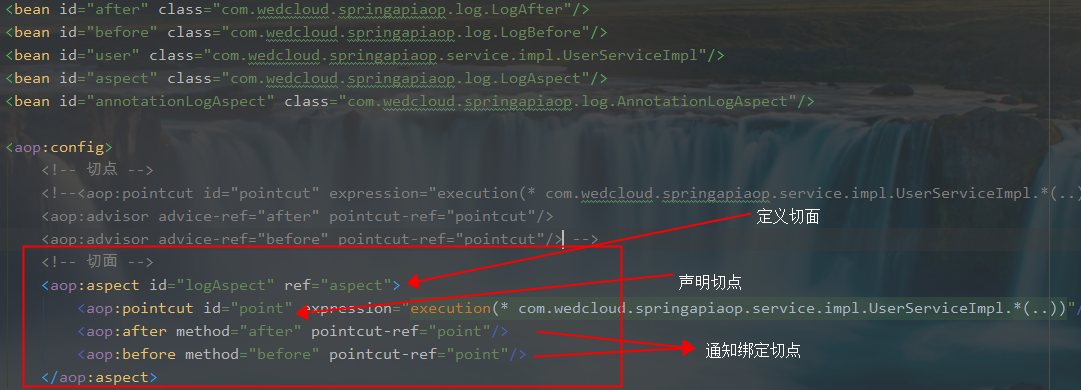 <bean id="after" class="com.wedcloud.springapiaop.log.LogAfter"/>
<bean id="before" class="com.wedcloud.springapiaop.log.LogBefore"/>
<bean id="user" class="com.wedcloud.springapiaop.service.impl.UserServiceImpl"/>
<bean id="aspect" class="com.wedcloud.springapiaop.log.LogAspect"/>
<bean id="annotationLogAspect" class="com.wedcloud.springapiaop.log.AnnotationLogAspect"/>
<aop:config>
<!-- 切点 -->
<!--<aop:pointcut id="pointcut" expression="execution(* com.wedcloud.springapiaop.service.impl.UserServiceImpl.*(..)
<aop:advisor advice-ref="after" pointcut-ref="pointcut"/>
定义切面
<aop:advisor advice-ref="before" pointcut-ref="pointcut"/> -->
<!-- 切面 -->
<aop:aspect id="logAspect" ref="aspect">
声明切点
<aop:pointcut id="point" expression="execution(* com.wedcloud.springapiaop.service.impl.UserServiceImpl.*(..))"/
<aop:after method="after" pointcut-ref="point"/>
<aop:before method="before" pointcut-ref="point"/>
通知绑定切点
</aop:aspect>